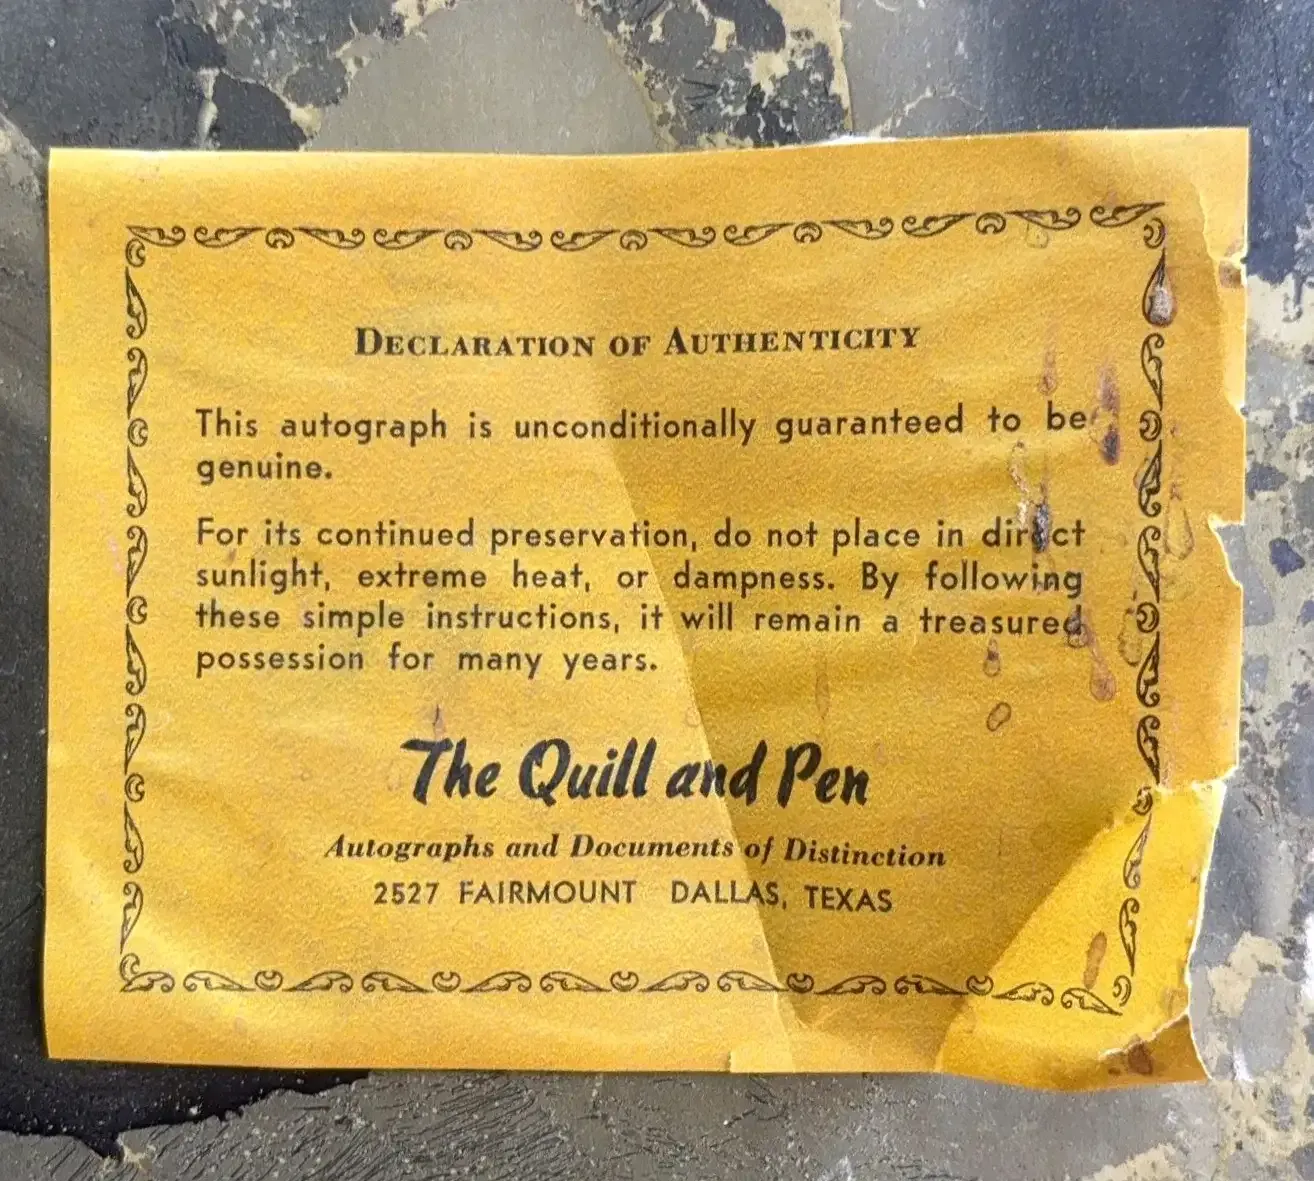 DECLARATION OF AUTHENTICITY
This autograph is unconditionally guaranteed to be
genuine.
For its continued preservation, do not place in direct
sunlight, extreme heat, or dampness. By following
these simple instructions, it will remain a treasured
possession for many years.
The Quill and Pen
Autographs and Documents of Distinction
2527 FAIRMOUNT DALLAS, TEXAS